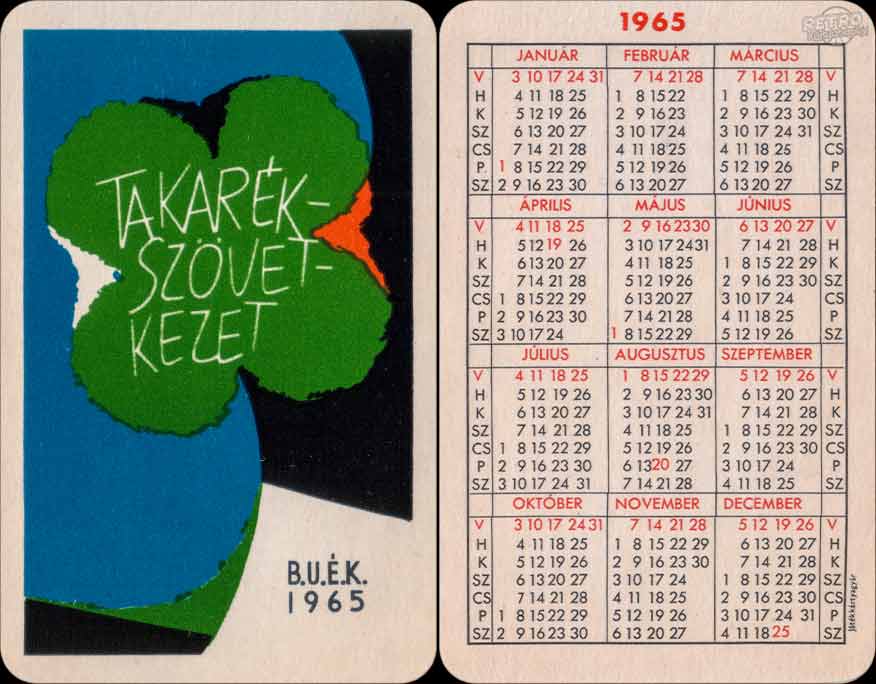 TAKARÉK-
SZÖVET-
KEZET
B.U.É.K.
1965
RETRO
1965
JANUÁR FEBRUÁR MÁRCIUS
V 3 10 17 24 31 7 14 21 28 7 14 21 28 V
H 4 11 18 25 1 8 15 22 1 8 15 22 29 H
K 5 12 19 26 2 9 16 23 2 9 16 23 30 K
SZ 6 13 20 27 3 10 17 24 3 10 17 24 31 SZ
CS 7 14 21 28 4 11 18 25 4 11 18 25 CS
P 1 8 15 22 29 5 12 19 26 5 12 19 26 P
SZ 2 9 16 23 30 6 13 20 27 6 13 20 27 SZ
ÁPRILIS MÁJUS JÚNIUS
V 4 11 18 25 2 9 16 23 30 6 13 20 27 V
H 5 12 19 26 3 10 17 24 31 7 14 21 28 H
K 6 13 20 27 4 11 18 25 1 8 15 22 29 K
SZ 7 14 21 28 5 12 19 26 2 9 16 23 30 SZ
CS 1 8 15 22 29 6 13 20 27 3 10 17 24 CS
P 2 9 16 23 30 7 14 21 28 4 11 18 25 P
SZ 3 10 17 24 1 8 15 22 29 5 12 19 26 SZ
JÚLIUS AUGUSZTUS SZEPTEMBER
V 4 11 18 25 1 8 15 22 29 5 12 19 26 V
H 5 12 19 26 2 9 16 23 30 6 13 20 27 H
K 6 13 20 27 3 10 17 24 31 7 14 21 28 K
SZ 7 14 21 28 4 11 18 25 1 8 15 22 29 SZ
CS 1 8 15 22 29 5 12 19 26 2 9 16 23 30 CS
P 2 9 16 23 30 6 13 20 27 3 10 17 24 P
SZ 3 10 17 24 31 7 14 21 28 4 11 18 25 SZ
OKTÓBER NOVEMBER DECEMBER
V 3 10 17 24 31 7 14 21 28 5 12 19 26 V
H 4 11 18 25 1 8 15 22 29 6 13 20 27 H
K 5 12 19 26 2 9 16 23 30 7 14 21 28 K
SZ 6 13 20 27 3 10 17 24 1 8 15 22 29 SZ
CS 7 14 21 28 4 11 18 25 2 9 16 23 30 CS
P 1 8 15 22 29 5 12 19 26 3 10 17 24 31 P
SZ 2 9 16 23 30 6 13 20 27 4 11 18 25 SZ
Játékkártyagyár